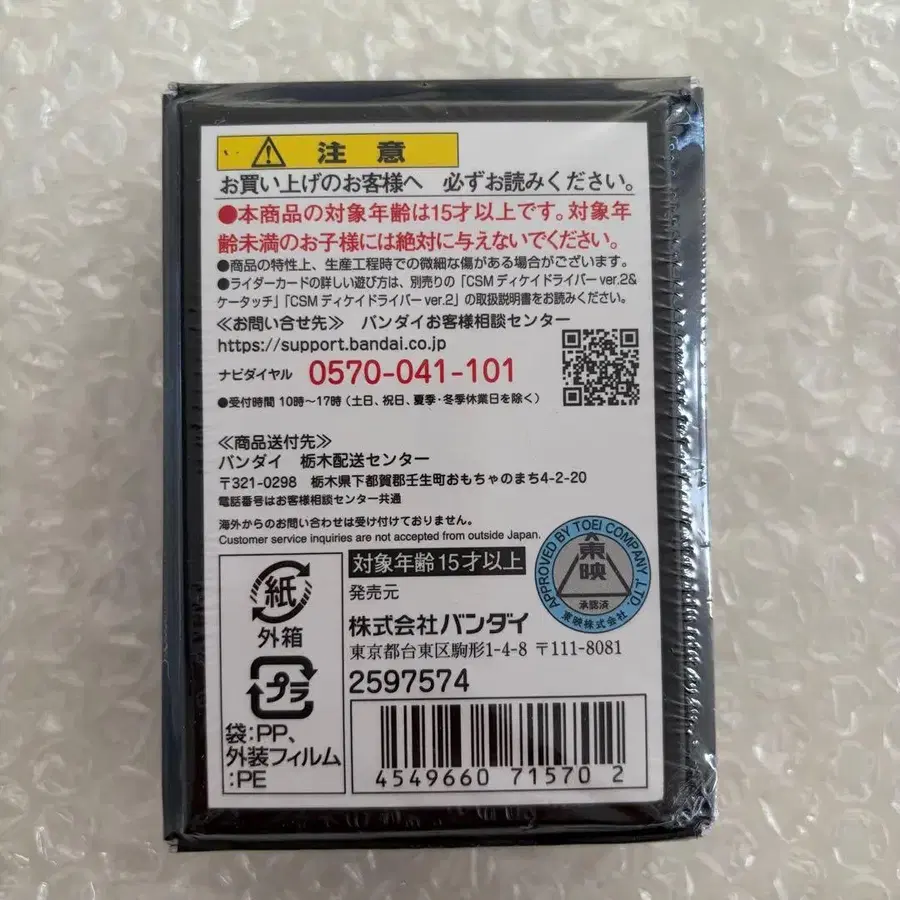 注意
お買い上げのお客様へ 必ずお読みください。
●本商品の対象年齢は15才以上です。対象年
齢未満のお子様には絶対に与えないでください。
●商品の特性上、生産工程時での微細な傷がある場合がございます。
●ライダーカードの詳しい遊び方は、別売りの「CSM ディケイドライバー ver.2&
ケータッチ」「CSM ディケイドライバー ver.2」の取扱説明書をお読みください。
≪お問い合せ先≫ バンダイお客様相談センター
https://support.bandai.co.jp
ナビダイヤル 0570-041-101
●受付時間 10時～17時（土日、祝日、夏季・冬季休業日を除く）
≪商品送付先≫
バンダイ 栃木配送センター
〒321-0298 栃木県下都賀郡壬生町おもちゃのまち4-2-20
電話番号はお客様相談センター共通
海外からのお問い合わせは受け付けておりません。
Customer service inquiries are not accepted from outside Japan.
紙
外箱
プラ
袋:PP、
外装フィルム
:PE
対象年齢15才以上
発売元
株式会社バンダイ
東京都台東区駒形1-4-8 〒111-8081
2597574
APPROVED BY TOEI COMPANY, LTD.
東映
承認済
東映株式会社
4549660 71570 2